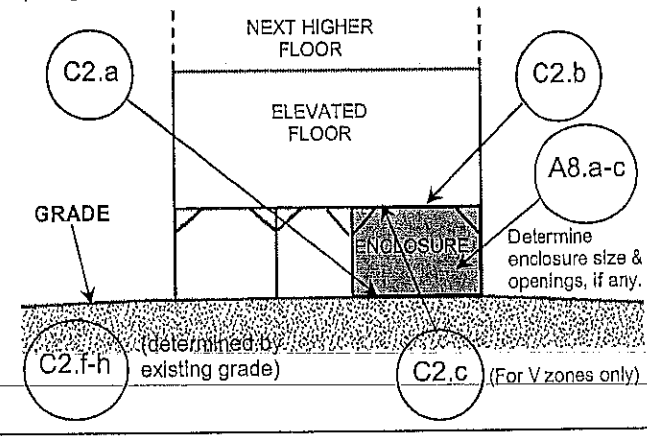 NEXT HIGHER
FLOOR
C2.a
C2.b
ELEVATED
FLOOR
A8.a-c
GRADE
ENCLOSURE
Determine
enclosure size &
openings, if any.
C2.f-h
(determined by
existing grade)
C2.c
(For V zones only)